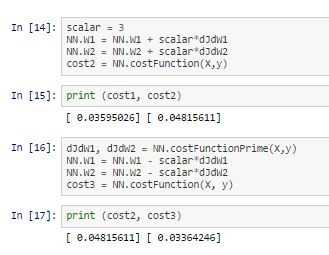 In [14]: scalar = 3
NN.W1 = NN.W1 + scalar*dJdW1
NN.W2 = NN.W2 + scalar*dJdW2
cost2 = NN.costFunction(X,y)
In [15]: print (cost1, cost2)
[ 0.03595026] [ 0.04815611]
In [16]: dJdW1, dJdW2 = NN.costFunctionPrime(X,y)
NN.W1 = NN.W1 - scalar*dJdW1
NN.W2 = NN.W2 - scalar*dJdW2
cost3 = NN.costFunction(X, y)
In [17]: print (cost2, cost3)
[ 0.04815611] [ 0.03364246]